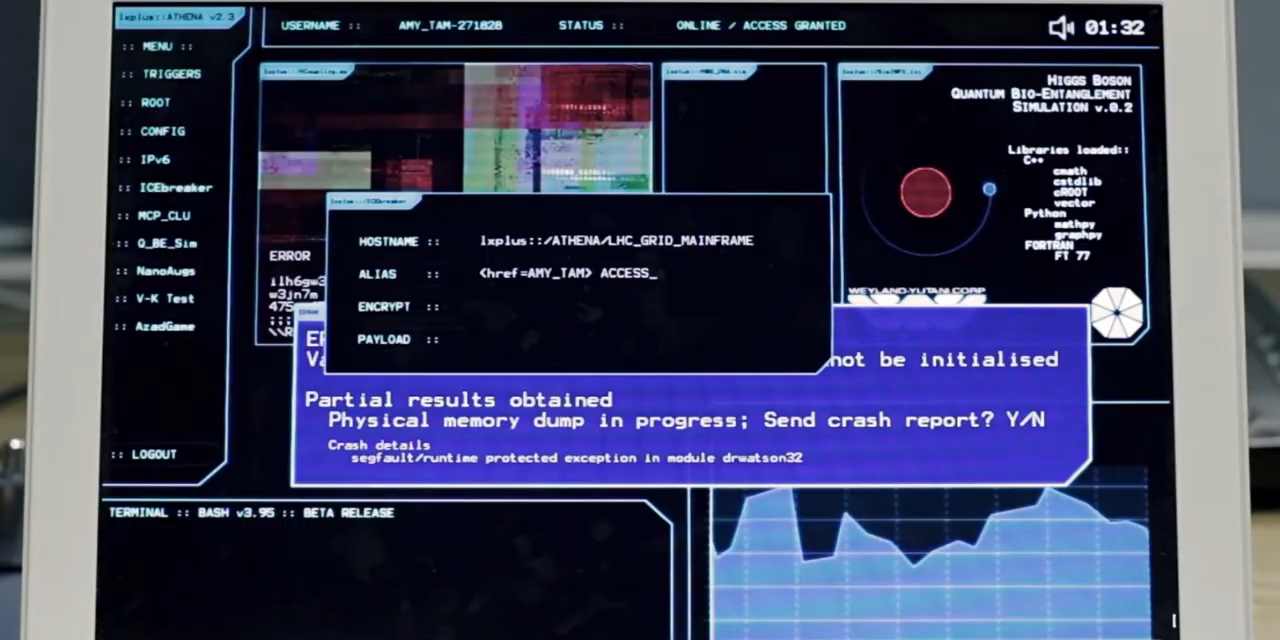 lxplus::ATHENA v2.3
USERNAME :: AMY_TAM-271828 STATUS :: ONLINE / ACCESS GRANTED
01:32
:: MENU ::
:: TRIGGERS
:: ROOT
:: CONFIG
:: IPv6
:: ICEbreaker
:: MCP_CLU
:: Q_BE_Sim
:: NanoAugs
:: V-K Test
:: AzadGame
:: LOGOUT
HIGGS BOSON
QUANTUM BIO-ENTANGLEMENT
SIMULATION v.0.2
Libraries loaded::
C++
cmath
cstdlib
cROOT
vector
Python
mathpy
graphpy
FORTRAN
FT 77
WEYLAND-YUTANI CORP
ERROR
ilh6gw3
w3jn7m
lxplus::/ICEbreaker
HOSTNAME :: lxplus::/ATHENA/LHC_GRID_MAINFRAME
ALIAS :: <href=AMY_TAM> ACCESS_
ENCRYPT ::
PAYLOAD ::
not be initialised
Partial results obtained
Physical memory dump in progress; Send crash report? Y/N
Crash details
segfault/runtime protected exception in module drwatson32
TERMINAL :: BASH v3.95 :: BETA RELEASE